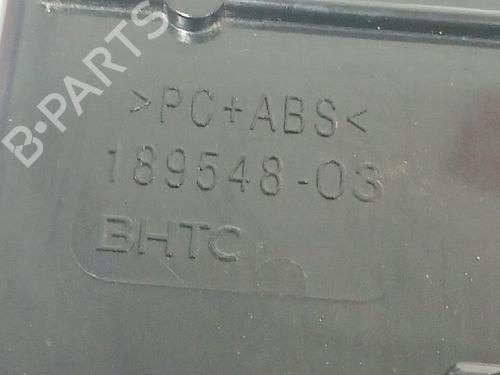 B-PARTS
>PC+ABS<
189548-03
BHTC